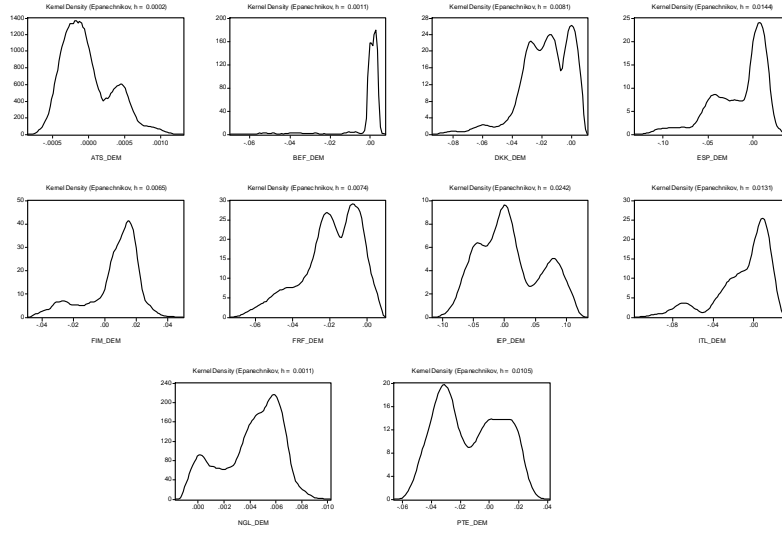 Kernel Density (Epanechnikov, h = 0.0002)
1400
1200
1000
800
600
400
200
0
-.0005 .0000 .0005 .0010
ATS_DEM
Kernel Density (Epanechnikov, h = 0.0011)
200
160
120
80
40
0
-.06 -.04 -.02 .00
BEF_DEM
Kernel Density (Epanechnikov, h = 0.0081)
28
24
20
16
12
8
4
0
-.08 -.06 -.04 -.02 .00
DKK_DEM
Kernel Density (Epanechnikov, h = 0.0144)
25
20
15
10
5
0
-.10 -.05 .00
ESP_DEM
Kernel Density (Epanechnikov, h = 0.0065)
50
40
30
20
10
0
-.04 -.02 .00 .02 .04
FIM_DEM
Kernel Density (Epanechnikov, h = 0.0074)
30
25
20
15
10
5
0
-.06 -.04 -.02 .00
FRF_DEM
Kernel Density (Epanechnikov, h = 0.0242)
10
8
6
4
2
0
-.10 -.05 .00 .05 .10
IEP_DEM
Kernel Density (Epanechnikov, h = 0.0131)
30
25
20
15
10
5
0
-.08 -.04 .00
ITL_DEM
Kernel Density (Epanechnikov, h = 0.0011)
240
200
160
120
80
40
0
.000 .002 .004 .006 .008 .010
NGL_DEM
Kernel Density (Epanechnikov, h = 0.0105)
20
16
12
8
4
0
-.06 -.04 -.02 .00 .02 .04
PTE_DEM